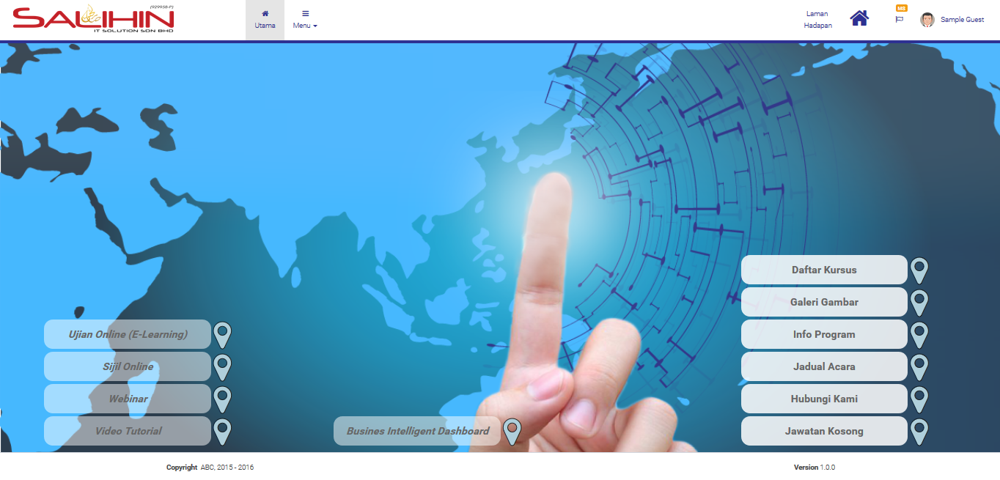 (929958-P)
SALIHIN
IT SOLUTION SDN BHD
Utama
Menu
Laman
Hadapan
MS
Sample Guest
Daftar Kursus
Galeri Gambar
Ujian Online (E-Learning)
Info Program
Sijil Online
Jadual Acara
Webinar
Hubungi Kami
Video Tutorial
Busines Intelligent Dashboard
Jawatan Kosong
Copyright ABC, 2015 - 2016
Version 1.0.0